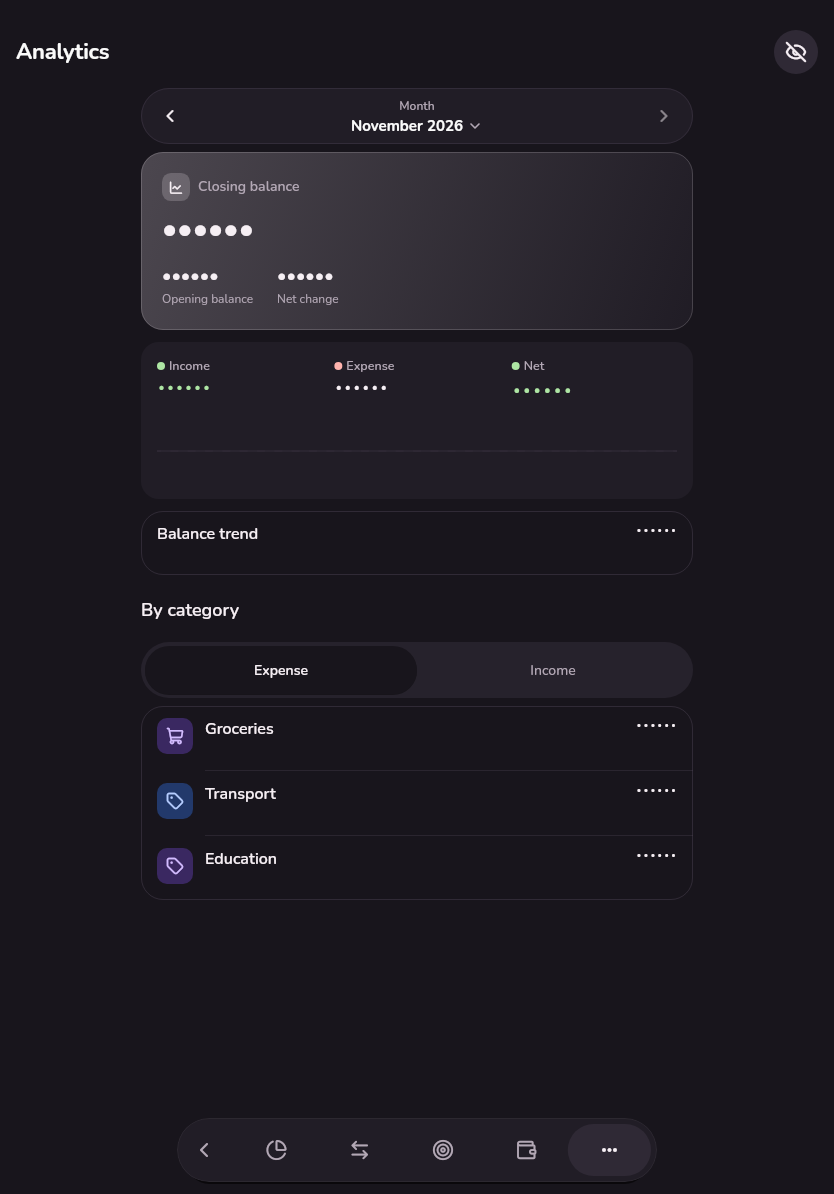 Analytics
Month
November 2026
Closing balance
••••••
•••••• ••••••
Opening balance Net change
Income Expense Net
•••••• •••••• ••••••
Balance trend ••••••
By category
Expense Income
Groceries ••••••
Transport ••••••
Education ••••••